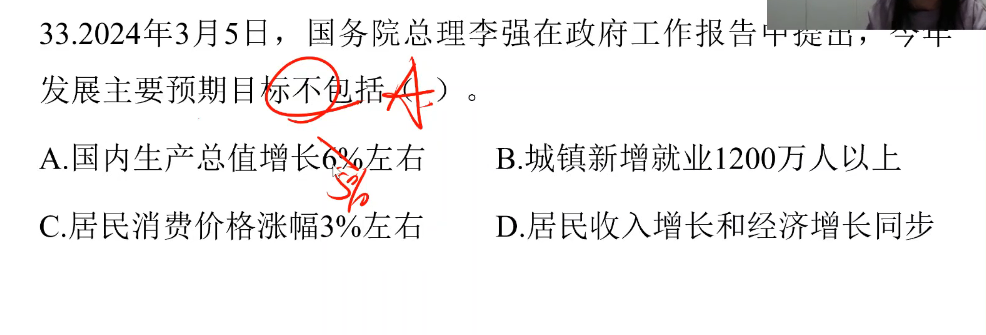 33.2024年3月5日，国务院总理李强在政府工作报告中提出，今年
发展主要预期目标不包括（A）。
A.国内生产总值增长6%左右
5%
B.城镇新增就业1200万人以上
C.居民消费价格涨幅3%左右
D.居民收入增长和经济增长同步